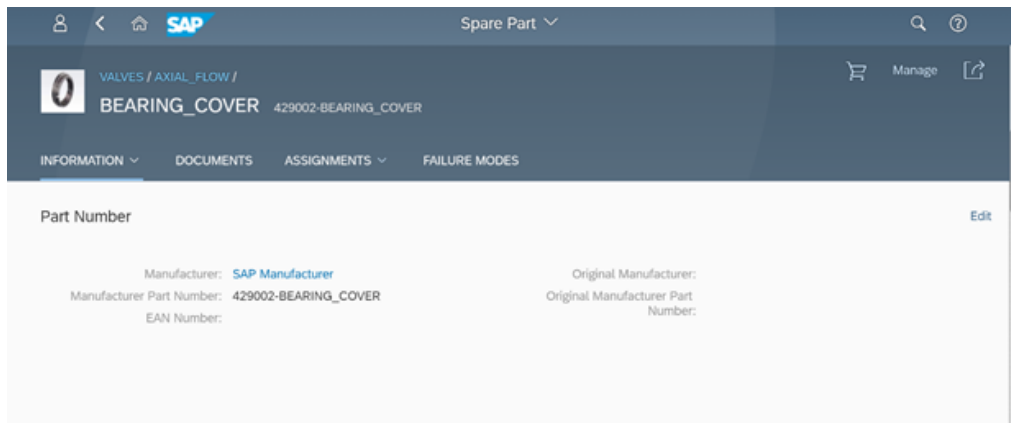 SAP
Spare Part
VALVES / AXIAL_FLOW /
BEARING_COVER 429002-BEARING_COVER
Manage
INFORMATION
DOCUMENTS
ASSIGNMENTS
FAILURE MODES
Part Number
Edit
Manufacturer: SAP Manufacturer
Manufacturer Part Number: 429002-BEARING_COVER
EAN Number:
Original Manufacturer:
Original Manufacturer Part
Number: